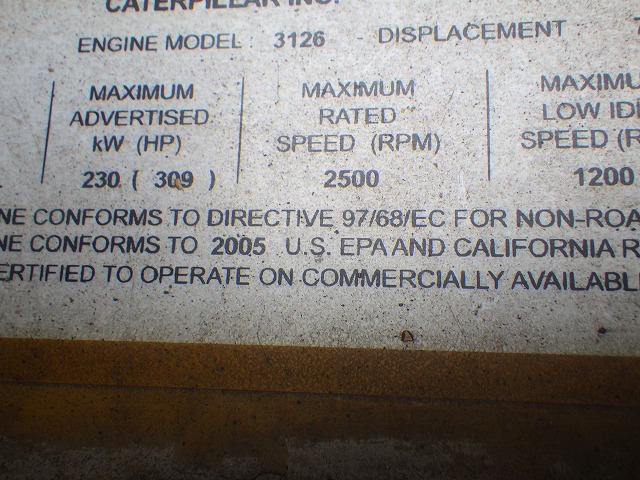 CATERPILLAR INC.
ENGINE MODEL 3126 DISPLACEMENT
MAXIMUM ADVERTISED kW (HP)
MAXIMUM RATED SPEED (RPM)
MAXIMU LOW IDL SPEED (R
230 ( 309 ) 2500 1200
NE CONFORMS TO DIRECTIVE 97/68/EC FOR NON-ROA
NE CONFORMS TO 2005 U.S. EPA AND CALIFORNIA R
ERTIFIED TO OPERATE ON COMMERCIALLY AVAILABL